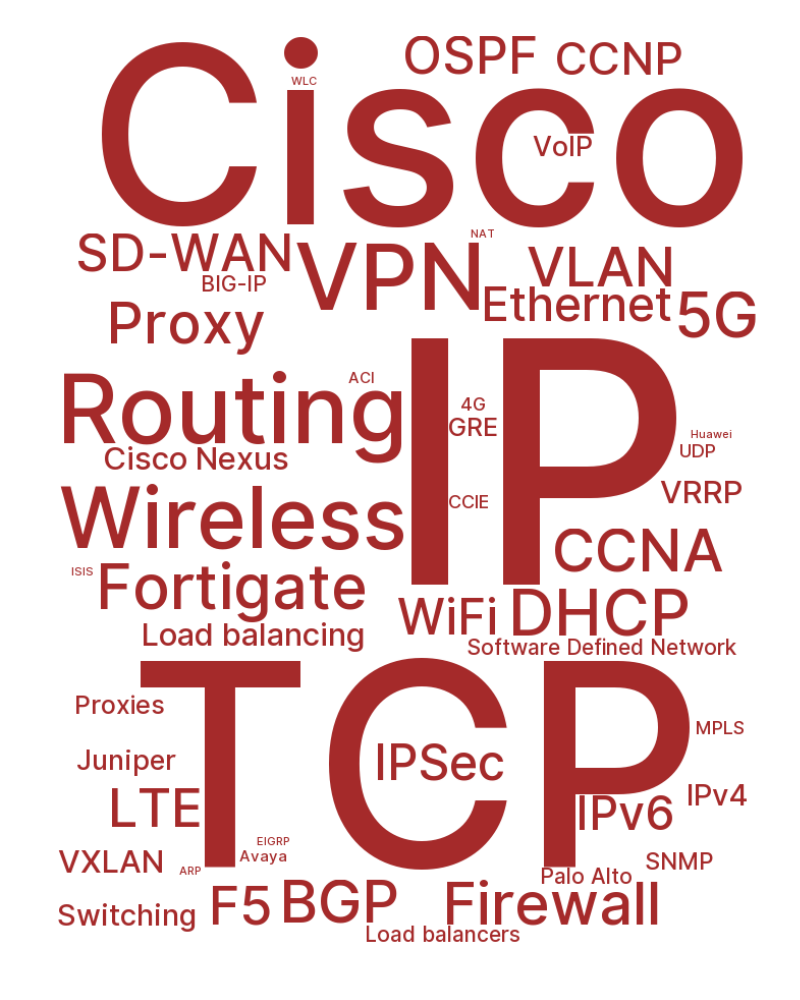 OSPF
CCNP
Cisco
WLC
VoIP
SD-WAN
NAT
VPN
VLAN
BIG-IP
Ethernet
5G
Proxy
IP
Routing
ACI
4G
GRE
Huawei
UDP
Cisco Nexus
VRRP
Wireless
CCIE
CCNA
ISIS
Fortigate
WiFi
DHCP
Load balancing
Software Defined Network
TCP
Proxies
MPLS
Juniper
IPSec
LTE
IPv6
IPv4
EIGRP
Avaya
VXLAN
ARP
SNMP
Palo Alto
Switching
F5
BGP
Firewall
Load balancers